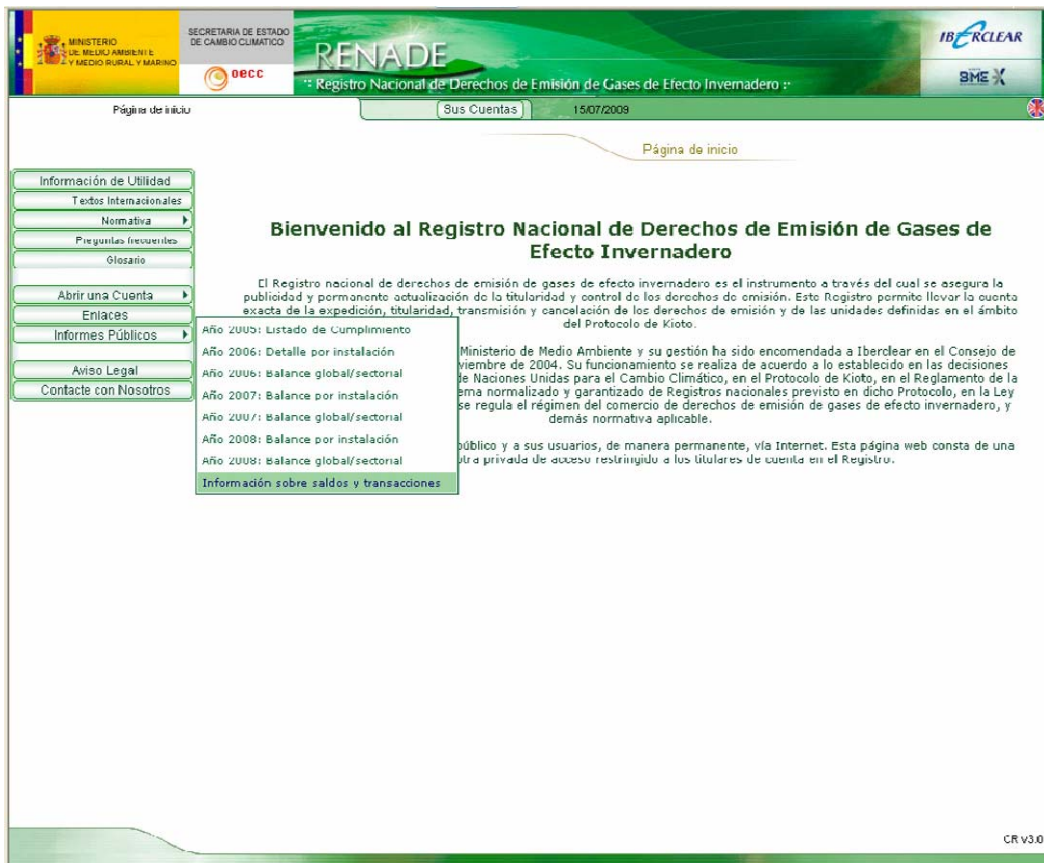 MINISTERIO
DE MEDIO AMBIENTE
Y MEDIO RURAL Y MARINO
SECRETARIA DE ESTADO
DE CAMBIO CLIMATICO
oecc
RENADE
:: Registro Nacional de Derechos de Emisión de Gases de Efecto Invernadero ::
IBERCLEAR
BME X
Página de inicio
Sus Cuentas
15/07/2009
Página de inicio
Información de Utilidad
Textos Internacionales
Normativa
Preguntas frecuentes
Glosario
Abrir una Cuenta
Enlaces
Informes Públicos
Aviso Legal
Contacte con Nosotros
Bienvenido al Registro Nacional de Derechos de Emisión de Gases de
Efecto Invernadero
El Registro nacional de derechos de emisión de gases de efecto invernadero es el instrumento a través del cual se asegura la
publicidad y permanente actualización de la titularidad y control de los derechos de emisión. Este Registro permite llevar la cuenta
exacta de la expedición, titularidad, transmisión y cancelación de los derechos de emisión y de las unidades definidas en el ámbito
del Protocolo de Kioto.
Año 2005: Listado de Cumplimiento
Año 2006: Detalle por instalación
Año 2006: Balance global/sectorial
Año 2007: Balance por instalación
Año 2007: Balance global/sectorial
Año 2008: Balance por instalación
Año 2008: Balance global/sectorial
Información sobre saldos y transacciones
Ministerio de Medio Ambiente y su gestión ha sido encomendada a Iberclear en el Consejo de
viembre de 2004. Su funcionamiento se realiza de acuerdo a lo establecido en las decisiones
de Naciones Unidas para el Cambio Climático, en el Protocolo de Kioto, en el Reglamento de la
ema normalizado y garantizado de Registros nacionales previsto en dicho Protocolo, en la Ley
se regula el régimen del comercio de derechos de emisión de gases de efecto invernadero, y
demás normativa aplicable.
úblico y a sus usuarios, de manera permanente, vía Internet. Esta página web consta de una
otra privada de acceso restringido a los titulares de cuenta en el Registro.
CR v3.0